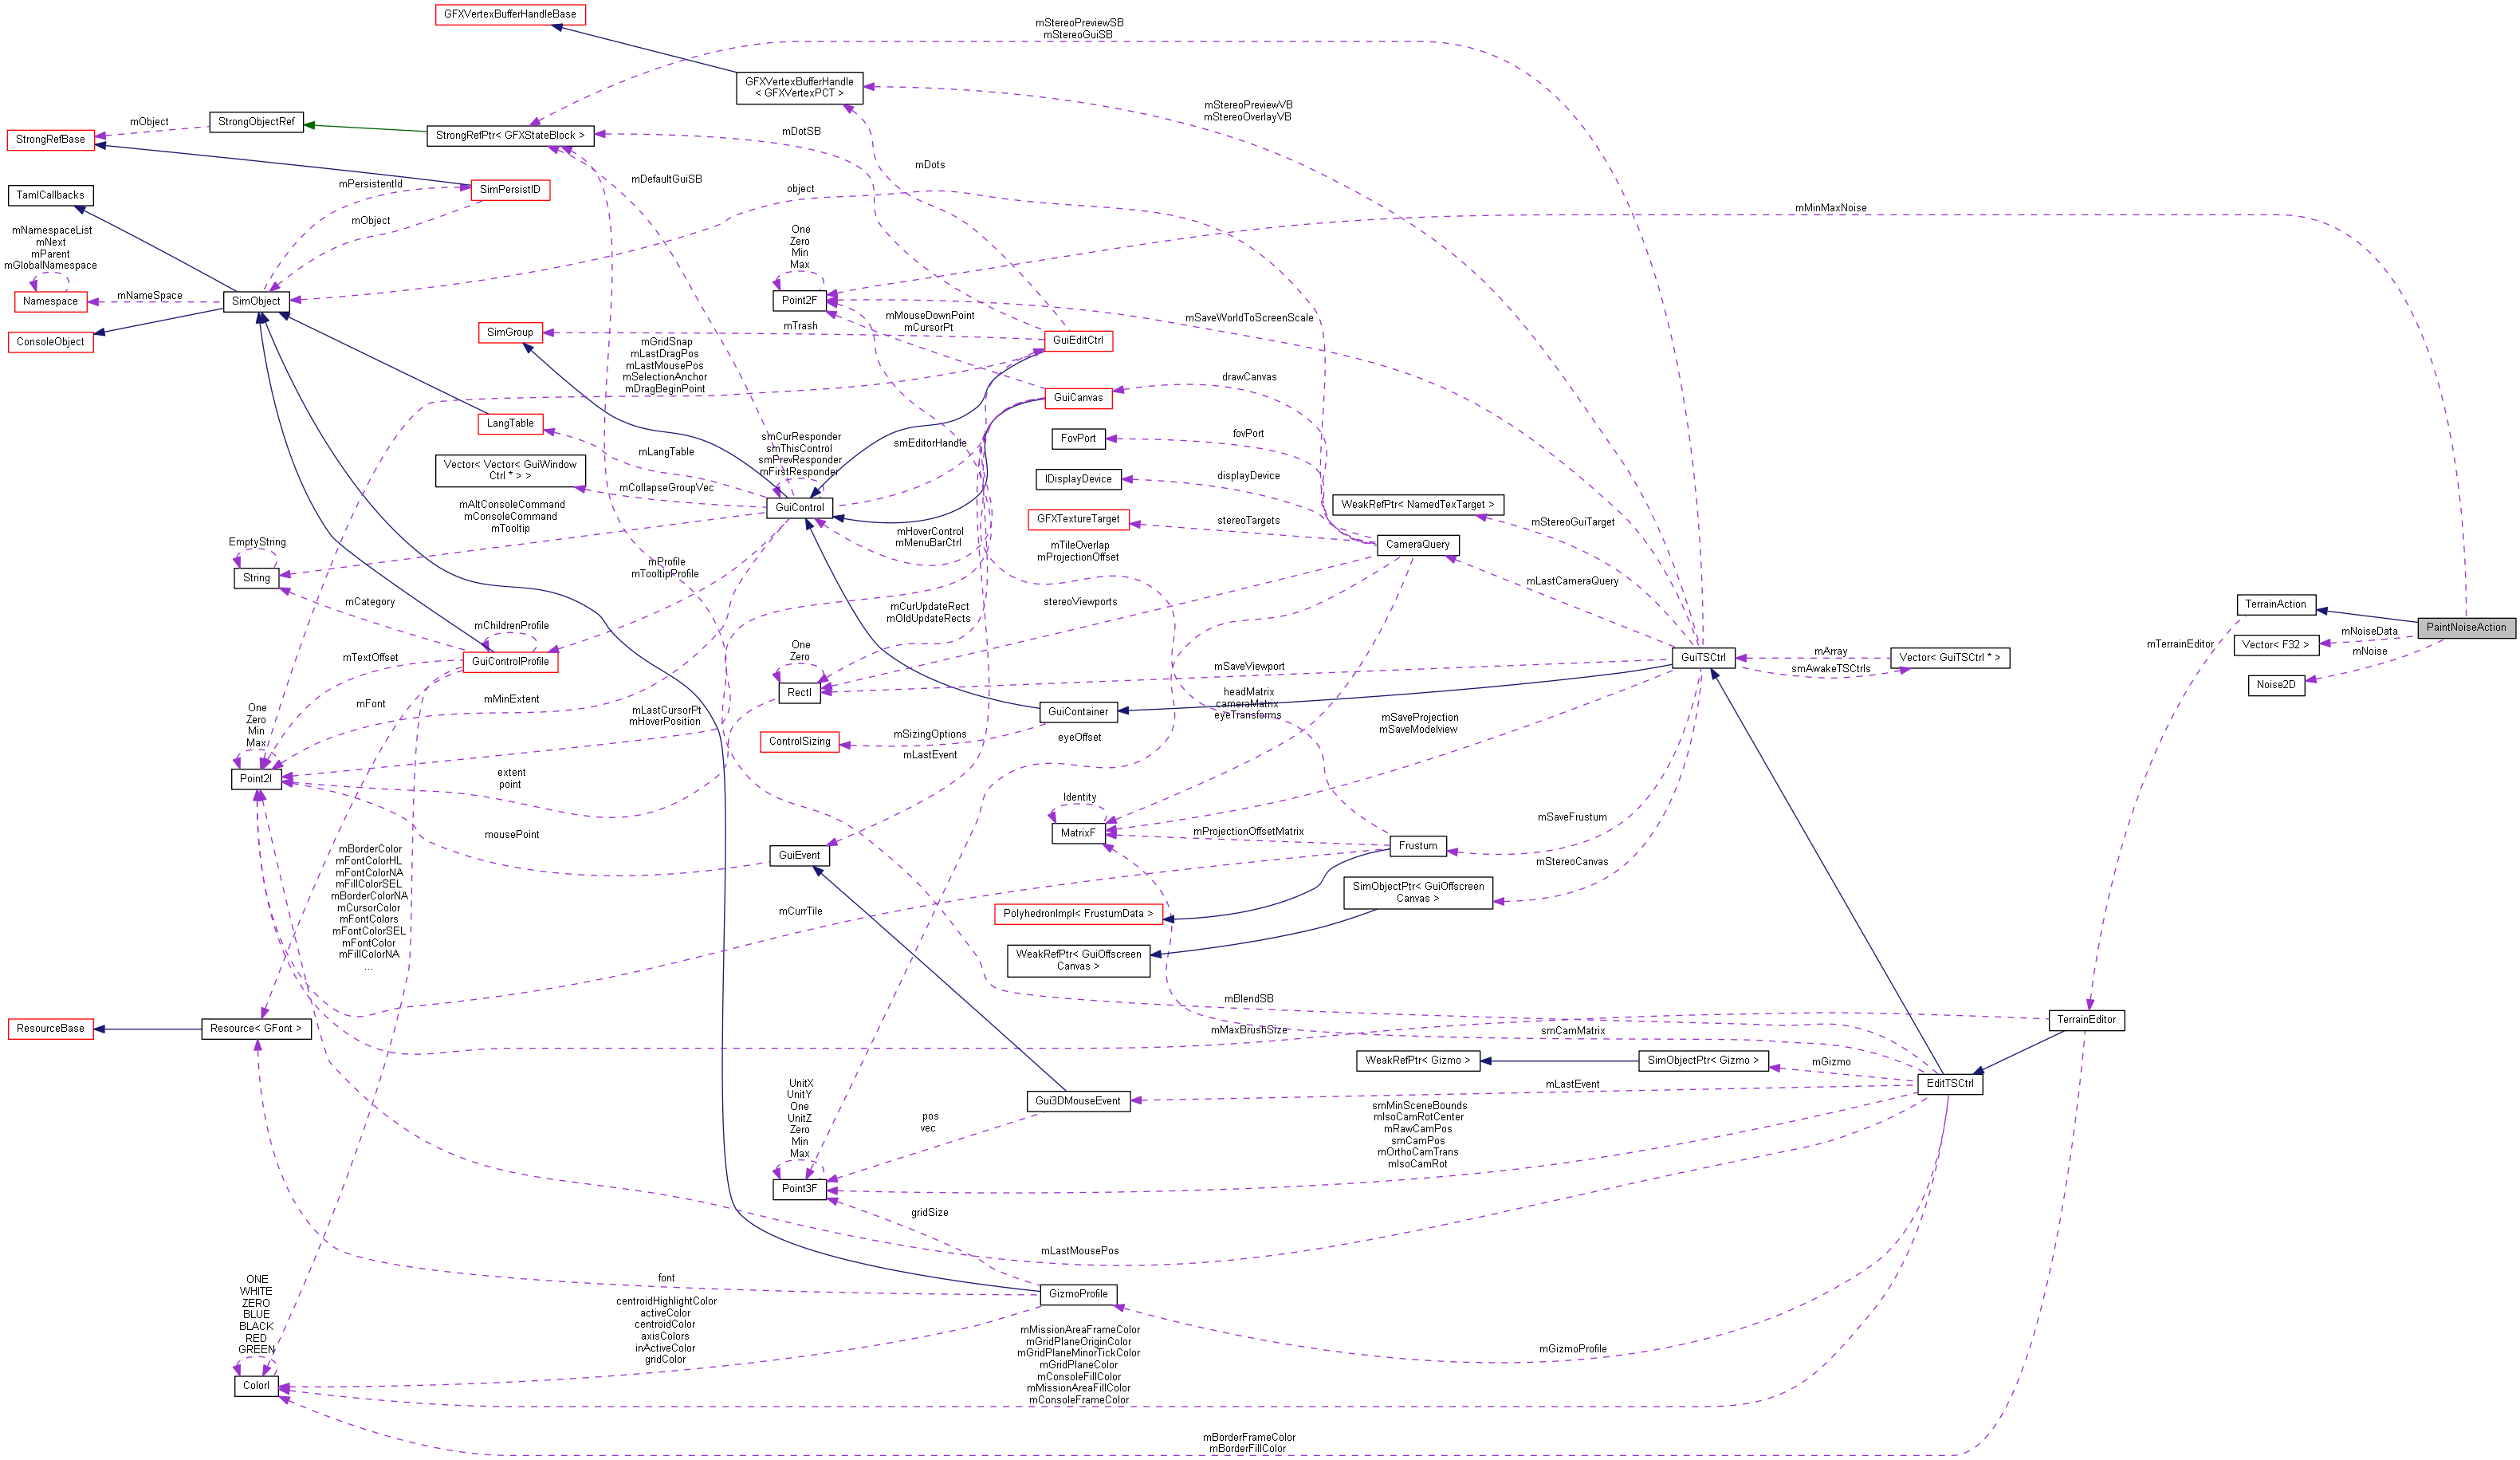 GFXVertexBufferHandleBase
mStereoPreviewSB
mStereoGuiSB
GFXVertexBufferHandle
< GFXVertexPCT >
mStereoPreviewVB
mStereoOverlayVB
StrongObjectRef
mObject
StrongRefBase
StrongRefPtr< GFXStateBlock >
mDotSB
mDots
mDefaultGuiSB
TamlCallbacks
mPersistentId
SimPersistID
mObject
object
mMinMaxNoise
mNamespaceList
mNext
mParent
mGlobalNamespace
Namespace
mNameSpace
SimObject
ConsoleObject
One
Zero
Min
Max
Point2F
SimGroup
mTrash
mMouseDownPoint
mCursorPt
GuiEditCtrl
mSaveWorldToScreenScale
mGridSnap
mLastDragPos
mLastMousePos
mSelectionAnchor
mDragBeginPoint
drawCanvas
GuiCanvas
LangTable
mLangTable
smCurResponder
smThisControl
smPrevResponder
mFirstResponder
smEditorHandle
FovPort
fovPort
Vector< Vector< GuiWindow
Ctrl * > >
mCollapseGroupVec
IDisplayDevice
displayDevice
GuiControl
WeakRefPtr< NamedTexTarget >
mAltConsoleCommand
mConsoleCommand
mTooltip
GFXTextureTarget
stereoTargets
mStereoGuiTarget
mHoverControl
mMenuBarCtrl
mTileOverlap
mProjectionOffset
CameraQuery
EmptyString
String
mProfile
mTooltipProfile
mLastCameraQuery
mCategory
stereoViewports
mCurUpdateRect
mOldUpdateRects
TerrainAction
PaintNoiseAction
mChildrenProfile
GuiControlProfile
mTextOffset
One
Zero
RectI
mSaveViewport
GuiTSCtrl
mArray
smAwakeTSCtrls
Vector< GuiTSCtrl * >
mTerrainEditor
Vector< F32 >
mNoiseData
mNoise
Noise2D
mFont
mMinExtent
mLastCursorPt
mHoverPosition
headMatrix
cameraMatrix
eyeTransforms
GuiContainer
mSizingOptions
ControlSizing
mSaveProjection
mSaveModelview
eyeOffset
mLastEvent
One
Zero
Min
Max
Point2I
extent
point
Identity
MatrixF
mProjectionOffsetMatrix
mSaveFrustum
Frustum
mousePoint
GuiEvent
mStereoCanvas
mBorderColor
mFontColorHL
mFontColorNA
mFillColorSEL
mBorderColorNA
mCursorColor
mFontColors
mFontColorSEL
mFontColor
mFillColorNA
...
mCurrTile
PolyhedronImpl< FrustumData >
SimObjectPtr< GuiOffscreen
Canvas >
WeakRefPtr< GuiOffscreen
Canvas >
mBlendSB
ResourceBase
Resource< GFont >
mMaxBrushSize
smCamMatrix
TerrainEditor
WeakRefPtr< Gizmo >
SimObjectPtr< Gizmo >
mGizmo
EditTSCtrl
Gui3DMouseEvent
mLastEvent
UnitX
UnitY
One
UnitZ
Zero
Min
Max
Point3F
pos
vec
smMinSceneBounds
mIsoCamRotCenter
mRawCamPos
smCamPos
mOrthoCamTrans
mIsoCamRot
gridSize
mLastMousePos
font
GizmoProfile
ONE
WHITE
ZERO
BLUE
BLACK
RED
GREEN
ColorI
centroidHighlightColor
activeColor
centroidColor
axisColors
inActiveColor
gridColor
mMissionAreaFrameColor
mGridPlaneOriginColor
mGridPlaneMinorTickColor
mGridPlaneColor
mConsoleFillColor
mMissionAreaFillColor
mConsoleFrameColor
mGizmoProfile
mBorderFrameColor
mBorderFillColor